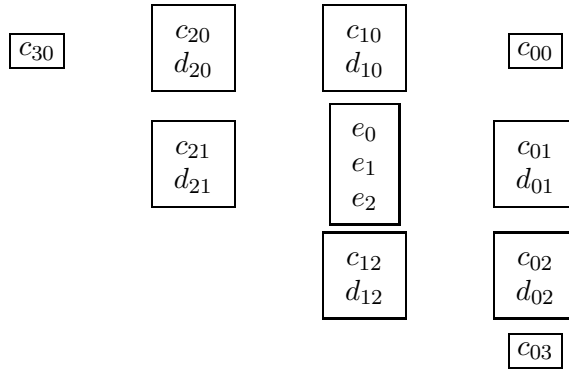 c₃₀ c₂₀ c₁₀ c₀₀
d₂₀ d₁₀
e₀
c₂₁ e₁ c₀₁
d₂₁ e₂ d₀₁
c₁₂ c₀₂
d₁₂ d₀₂
c₀₃